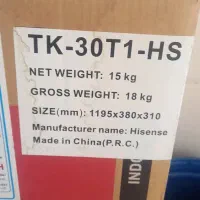 TK-30T1-HS
NET WEIGHT: 15 kg
GROSS WEIGHT: 18 kg
SIZE(mm): 1195x380x310
Manufacturer name: Hisense
Made in China(P.R.C.)
INDO